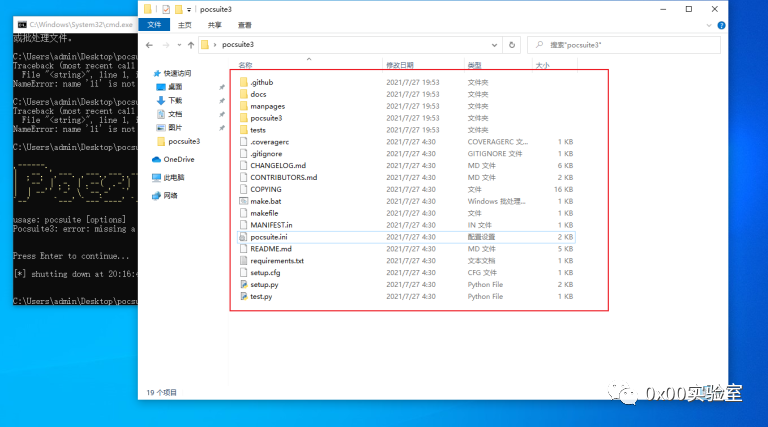 C:\Windows\System32\cmd.exe
或批处理文件。
C:\Users\admin\Desktop\pocsu
Traceback (most recent call
File "<string>", line 1, i
NameError: name 'li' is not
C:\Users\admin\Desktop\pocsu
Traceback (most recent call
File "<string>", line 1, i
NameError: name 'li' is not
usage: pocsuite [options]
Pocsuite3: error: missing a
Press Enter to continue...
[*] shutting down at 20:16:4
C:\Users\admin\Desktop\pocsu
pocsuite3
文件 主页 共享 查看
pocsuite3
搜索"pocsuite3"
快速访问
桌面
下载
文档
图片
pocsuite3
OneDrive
此电脑
网络
名称 修改日期 类型 大小
.github 2021/7/27 19:53 文件夹
docs 2021/7/27 19:53 文件夹
manpages 2021/7/27 19:53 文件夹
pocsuite3 2021/7/27 19:53 文件夹
tests 2021/7/27 19:53 文件夹
.coveragerc 2021/7/27 4:30 COVERAGERC 文... 1 KB
.gitignore 2021/7/27 4:30 GITIGNORE 文件 1 KB
CHANGELOG.md 2021/7/27 4:30 MD 文件 6 KB
CONTRIBUTORS.md 2021/7/27 4:30 MD 文件 2 KB
COPYING 2021/7/27 4:30 文件 16 KB
make.bat 2021/7/27 4:30 Windows 批处理... 1 KB
makefile 2021/7/27 4:30 文件 1 KB
MANIFEST.in 2021/7/27 4:30 IN 文件 1 KB
pocsuite.ini 2021/7/27 4:30 配置设置 2 KB
README.md 2021/7/27 4:30 MD 文件 5 KB
requirements.txt 2021/7/27 4:30 文本文档 1 KB
setup.cfg 2021/7/27 4:30 CFG 文件 1 KB
setup.py 2021/7/27 4:30 Python File 2 KB
test.py 2021/7/27 4:30 Python File 1 KB
19 个项目
0x00实验室